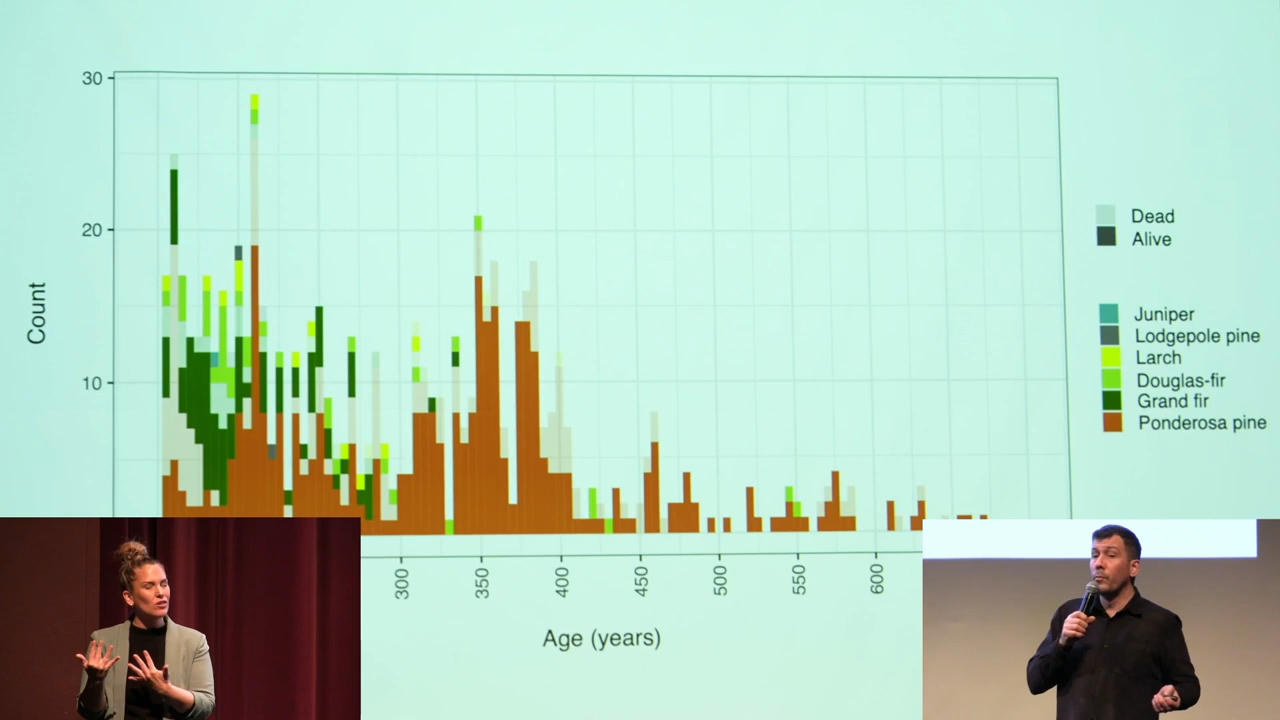 30
20
10
Count
300
350
400
450
500
550
600
Age (years)
Dead
Alive
Juniper
Lodgepole pine
Larch
Douglas-fir
Grand fir
Ponderosa pine